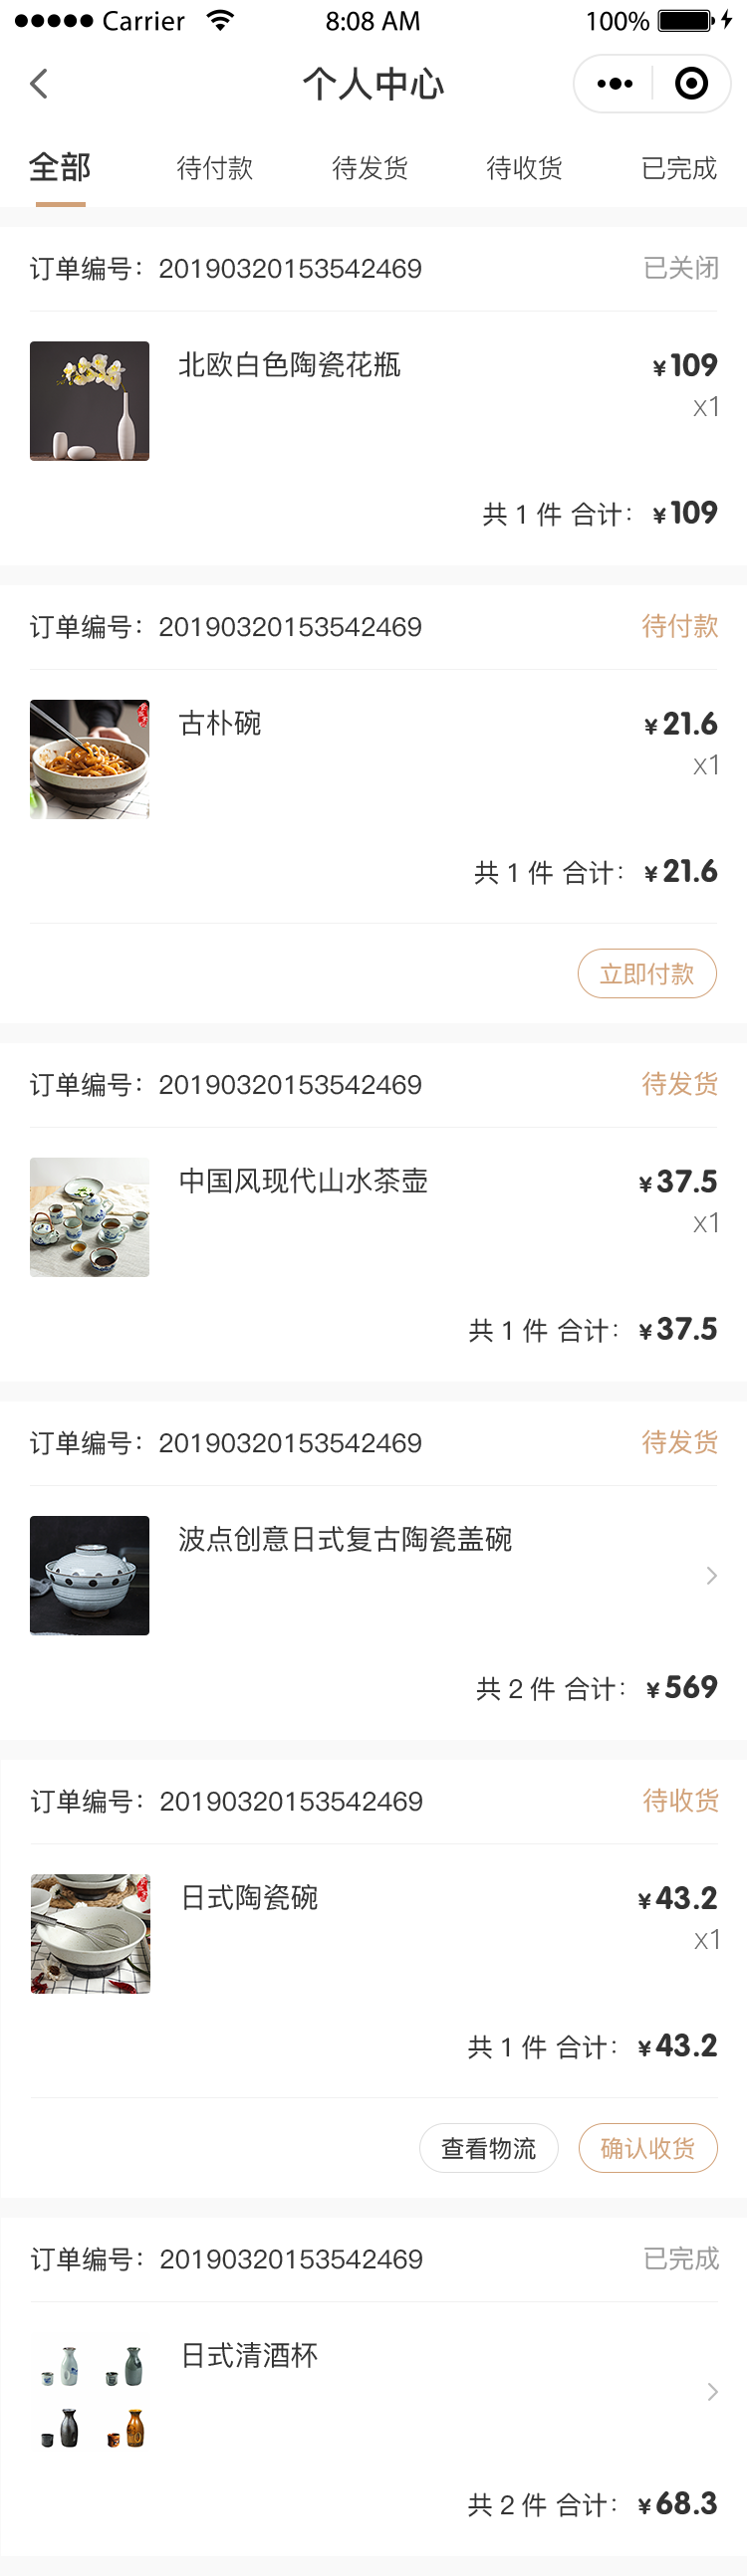 Carrier 8:08 AM 100%
个人中心
全部 待付款 待发货 待收货 已完成
订单编号：20190320153542469 已关闭
北欧白色陶瓷花瓶 ¥109
x1
共 1 件 合计： ¥109
订单编号：20190320153542469 待付款
古朴碗 ¥21.6
x1
共 1 件 合计： ¥21.6
立即付款
订单编号：20190320153542469 待发货
中国风现代山水茶壶 ¥37.5
x1
共 1 件 合计： ¥37.5
订单编号：20190320153542469 待发货
波点创意日式复古陶瓷盖碗
共 2 件 合计： ¥569
订单编号：20190320153542469 待收货
日式陶瓷碗 ¥43.2
x1
共 1 件 合计： ¥43.2
查看物流 确认收货
订单编号：20190320153542469 已完成
日式清酒杯
共 2 件 合计： ¥68.3